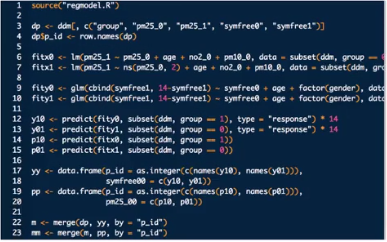 1 source("regmodel.R")
2
3 dp <- ddm[, c("group", "pm25_0", "pm25_1", "symfree0", "symfree1")]
4 dp$p_id <- row.names(dp)
5
6 fitx0 <- lm(pm25_1 ~ pm25_0 + age + no2_0 + pm10_0, data = subset(ddm, group ==
7 fitx1 <- lm(pm25_1 ~ ns(pm25_0, 2) + age + no2_0 + pm10_0, data = subset(ddm, gro
8
9 fity0 <- glm(cbind(symfree1, 14-symfree1) ~ symfree0 + age + factor(gender), data
10 fity1 <- glm(cbind(symfree1, 14-symfree1) ~ symfree0 + age + factor(gender), data
11
12 y10 <- predict(fity0, subset(ddm, group == 1), type = "response") * 14
13 y01 <- predict(fity1, subset(ddm, group == 0), type = "response") * 14
14 p10 <- predict(fitx0, subset(ddm, group == 1))
15 p01 <- predict(fitx1, subset(ddm, group == 0))
16
17 yy <- data.frame(p_id = as.integer(c(names(y10), names(y01))),
18 symfree00 = c(y10, y01))
19 pp <- data.frame(p_id = as.integer(c(names(p10), names(p01))),
20 pm25_00 = c(p10, p01))
21
22 m <- merge(dp, yy, by = "p_id")
23 mm <- merge(m, pp, by = "p_id")